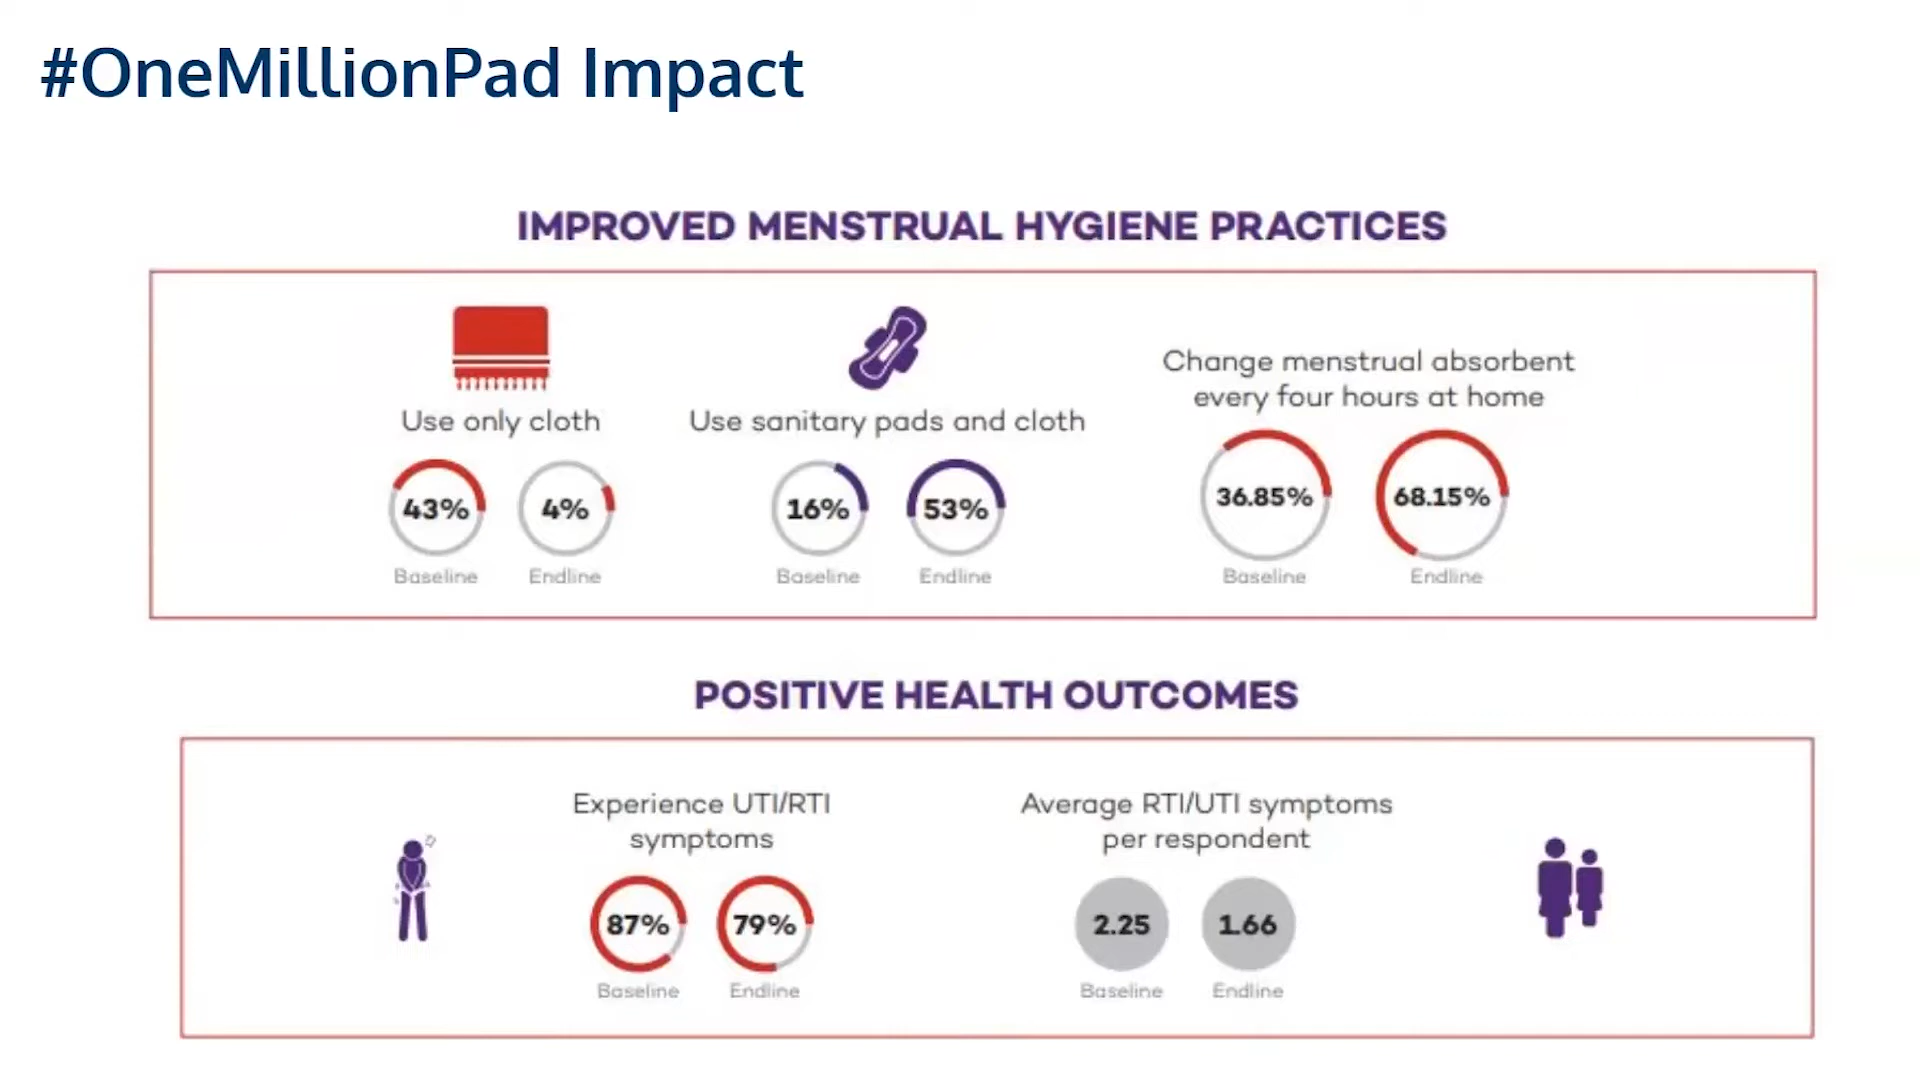 #OneMillionPad Impact
IMPROVED MENSTRUAL HYGIENE PRACTICES
Use only cloth
43%
4%
Baseline
Endline
Use sanitary pads and cloth
16%
53%
Baseline
Endline
Change menstrual absorbent
every four hours at home
36.85%
68.15%
Baseline
Endline
POSITIVE HEALTH OUTCOMES
Experience UTI/RTI
symptoms
87%
79%
Baseline
Endline
Average RTI/UTI symptoms
per respondent
2.25
1.66
Baseline
Endline